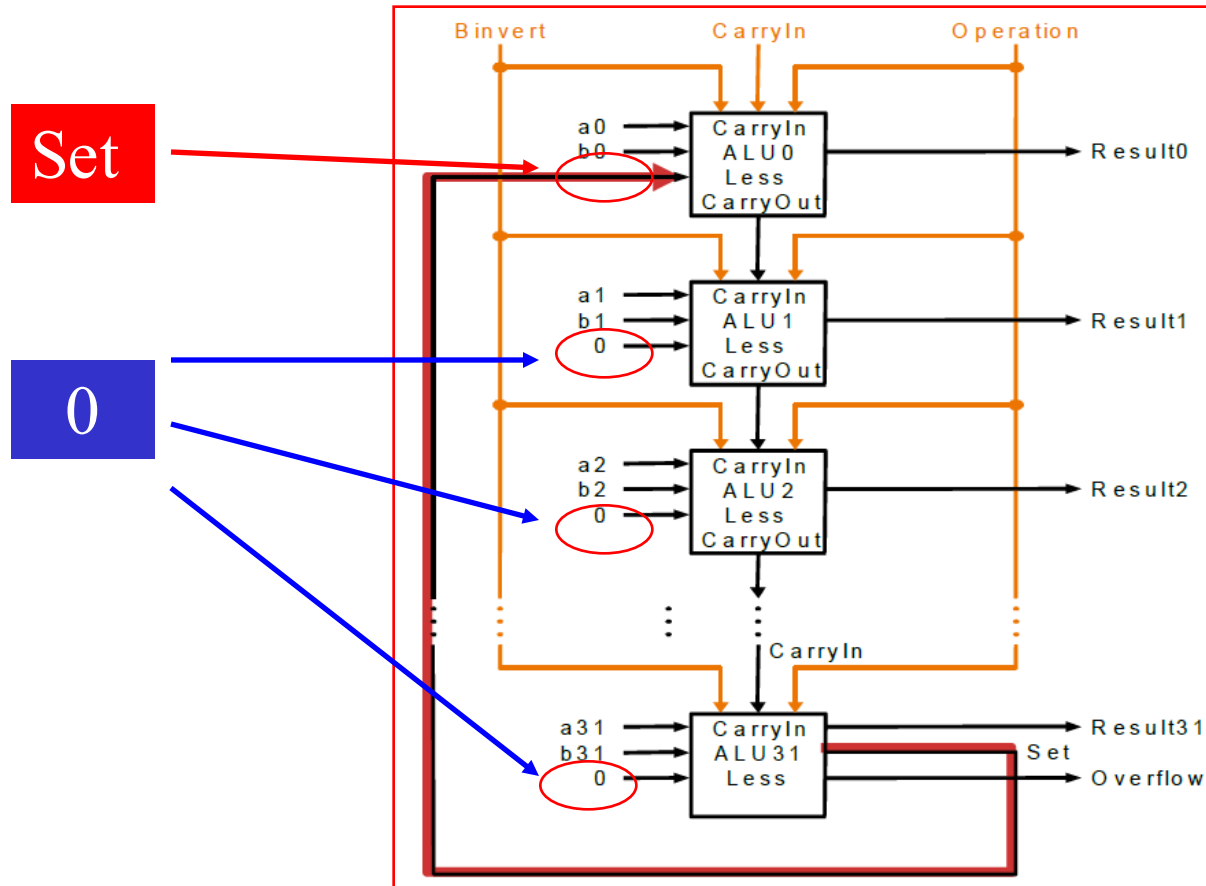 Binvert CarryIn Operation
Set
a0 CarryIn
b0 ALU0 Result0
Less
CarryOut
a1 CarryIn
b1 ALU1 Result1
0 Less
CarryOut
0
a2 CarryIn
b2 ALU2 Result2
0 Less
CarryOut
CarryIn
a31 CarryIn Result31
b31 ALU31 Set
0 Less Overflow